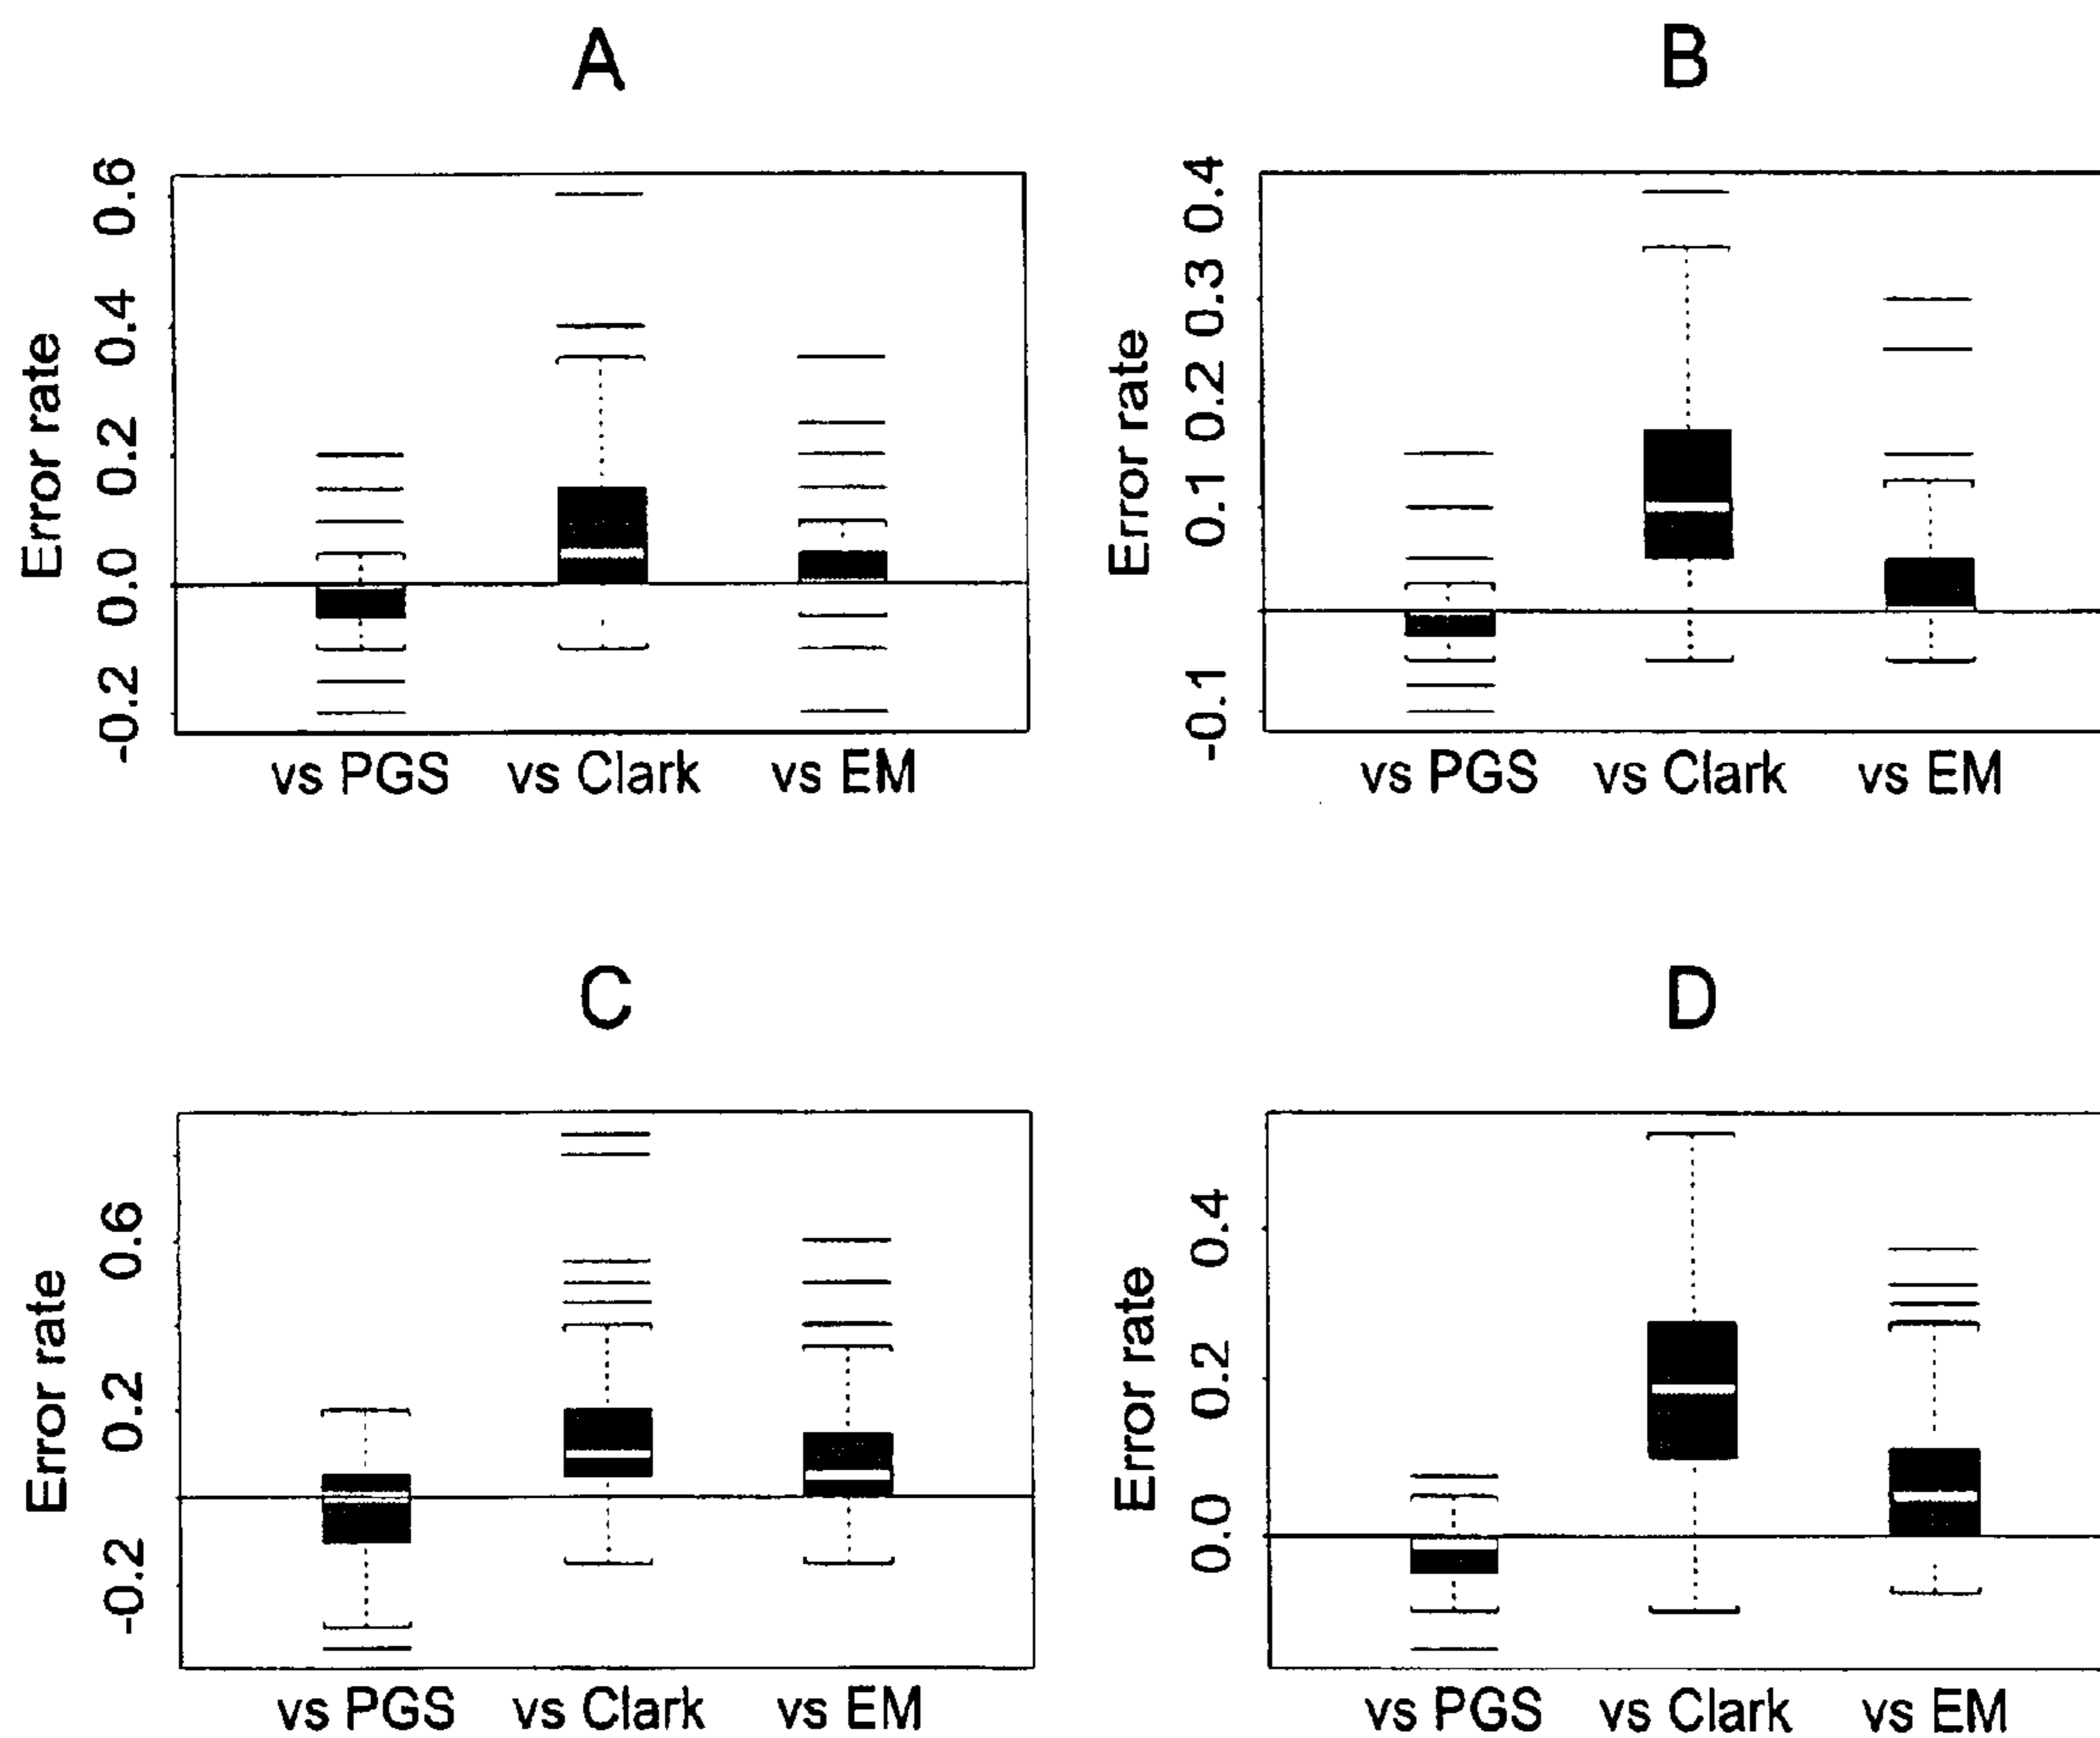 A
Error rate
0.6
0.4
0.2
0.0
-0.2
vs PGS vs Clark vs EM
B
Error rate
0.4
0.3
0.2
0.1
-0.1
vs PGS vs Clark vs EM
C
Error rate
0.6
0.2
-0.2
vs PGS vs Clark vs EM
D
Error rate
0.4
0.2
0.0
vs PGS vs Clark vs EM